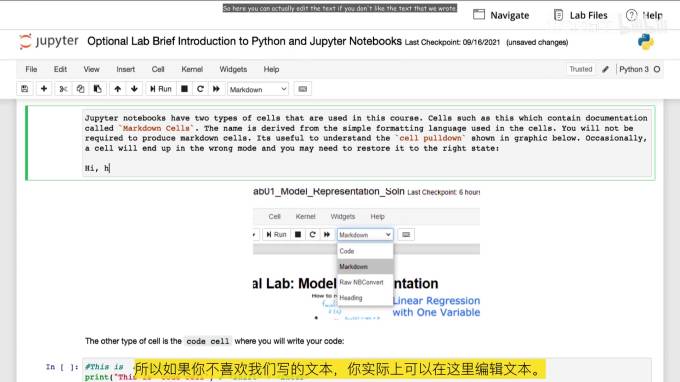 So here you can actually edit the text if you don't like the text that we wrote.
Navigate
Lab Files
Help
jupyter Optional Lab Brief Introduction to Python and Jupyter Notebooks Last Checkpoint: 09/16/2021 (unsaved changes)
File Edit View Insert Cell Kernel Widgets Help
Trusted
Python 3
Run
Markdown
Jupyter notebooks have two types of cells that are used in this course. Cells such as this which contain documentation
called `Markdown Cells`. The name is derived from the simple formatting language used in the cells. You will not be
required to produce markdown cells. Its useful to understand the `cell pulldown` shown in graphic below. Occasionally,
a cell will end up in the wrong mode and you may need to restore it to the right state:
Hi, h
ab01_Model_Representation_Soln Last Checkpoint: 6 hours
Cell Kernel Widgets Help
Run
Markdown
Code
Markdown
Raw NBConvert
Heading
al Lab: Model
ntation
Linear Regression
with One Variable
The other type of cell is the code cell where you will write your code:
In [ ]:
#This is
print("This is
所以如果你不喜欢我们写的文本，你实际上可以在这里编辑文本。